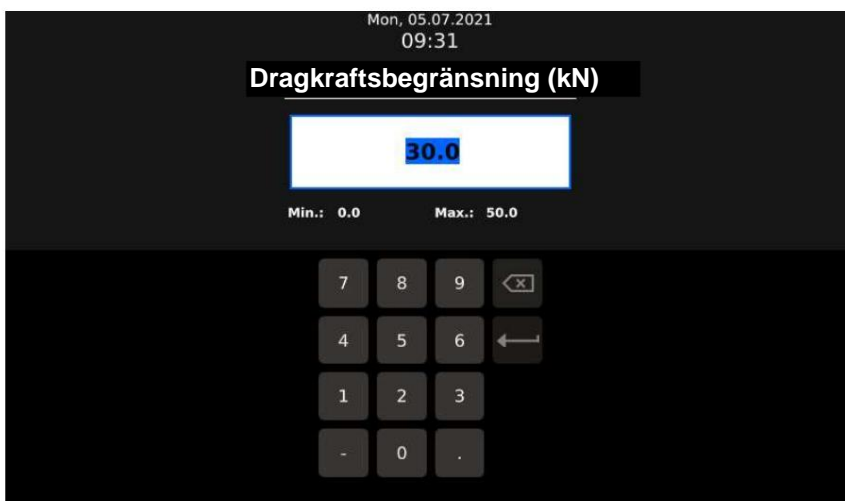 Mon, 05.07.2021
09:31
Dragkraftsbegränsning (kN)
30.0
Min.: 0.0 Max.: 50.0
7 8 9
4 5 6
1 2 3
- 0 .